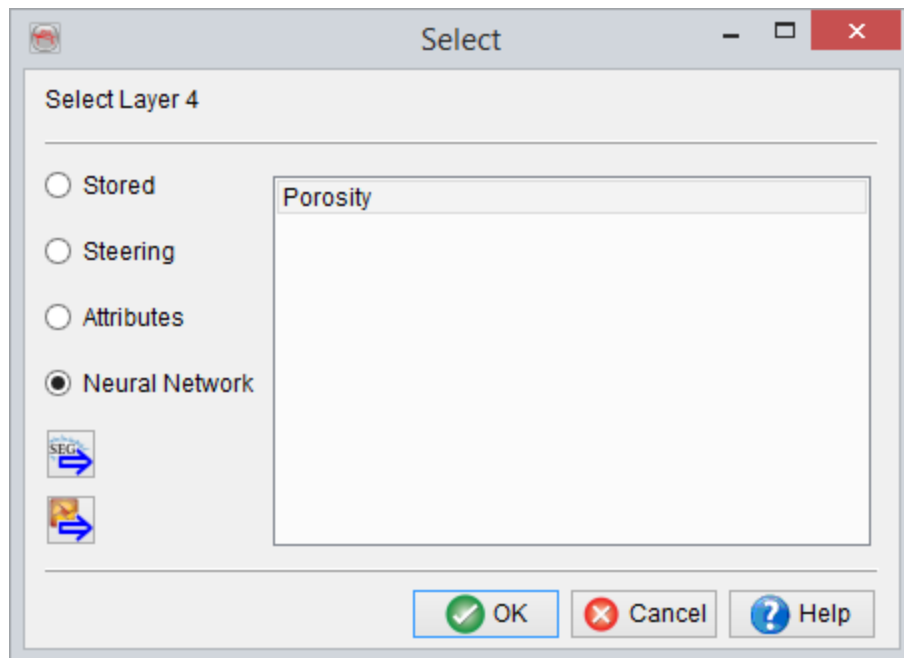 Select
Select Layer 4
Stored
Porosity
Steering
Attributes
Neural Network
SEG
OK
Cancel
Help